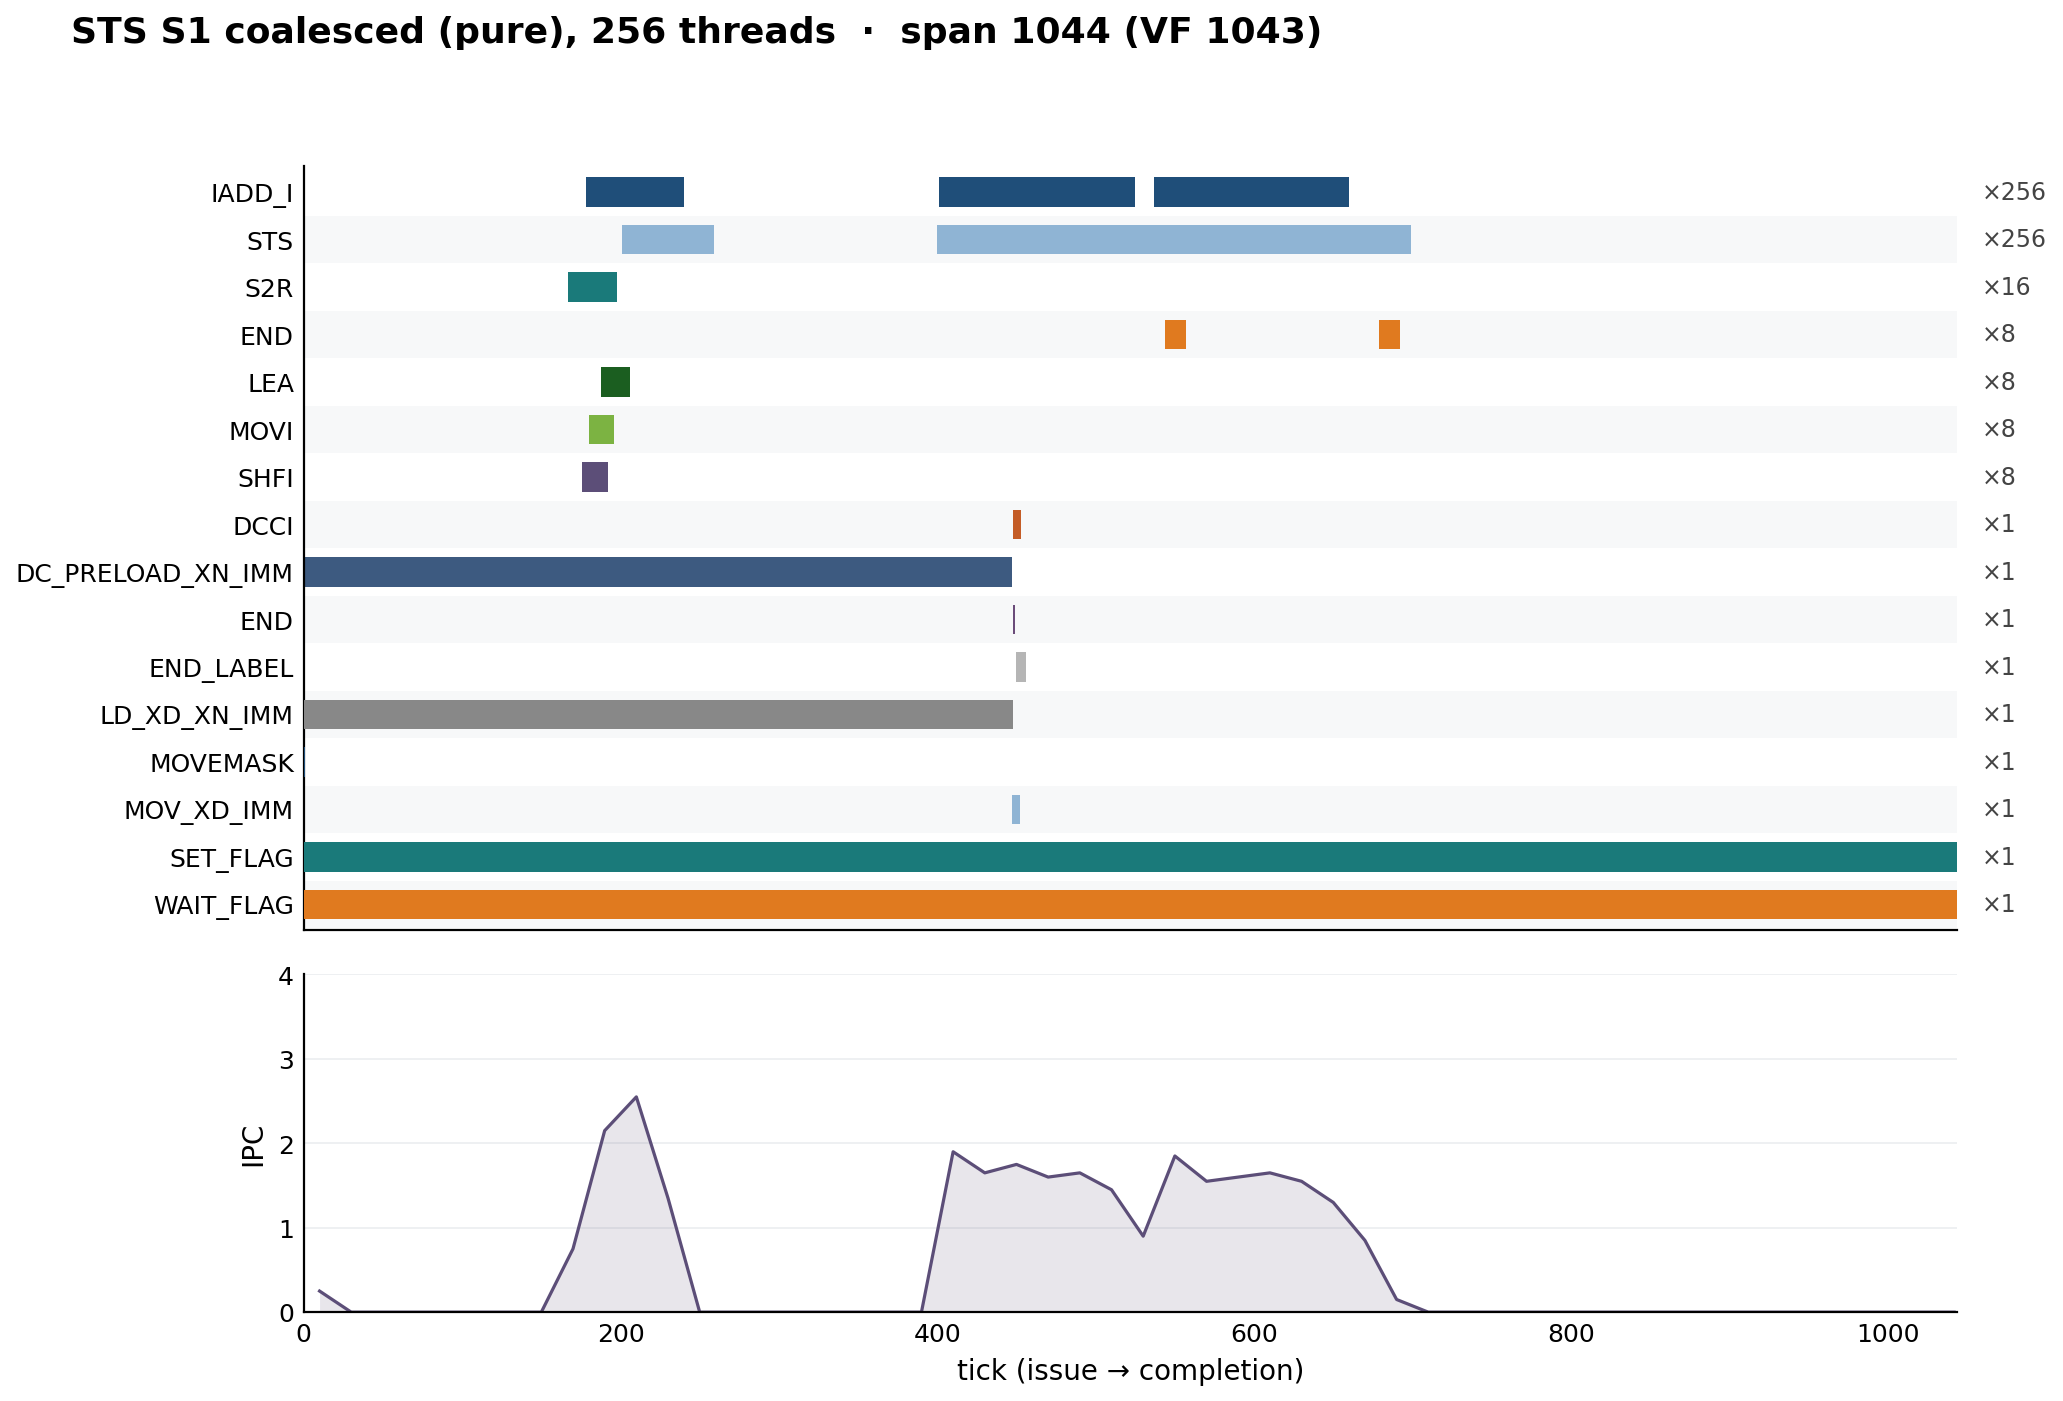 STS S1 coalesced (pure), 256 threads · span 1044 (VF 1043)
IADD_I ×256
STS ×256
S2R ×16
END ×8
LEA ×8
MOVI ×8
SHFI ×8
DCCI ×1
DC_PRELOAD_XN_IMM ×1
END ×1
END_LABEL ×1
LD_XD_XN_IMM ×1
MOVEMASK ×1
MOV_XD_IMM ×1
SET_FLAG ×1
WAIT_FLAG ×1
4
3
2
1
0
IPC
0 200 400 600 800 1000
tick (issue → completion)